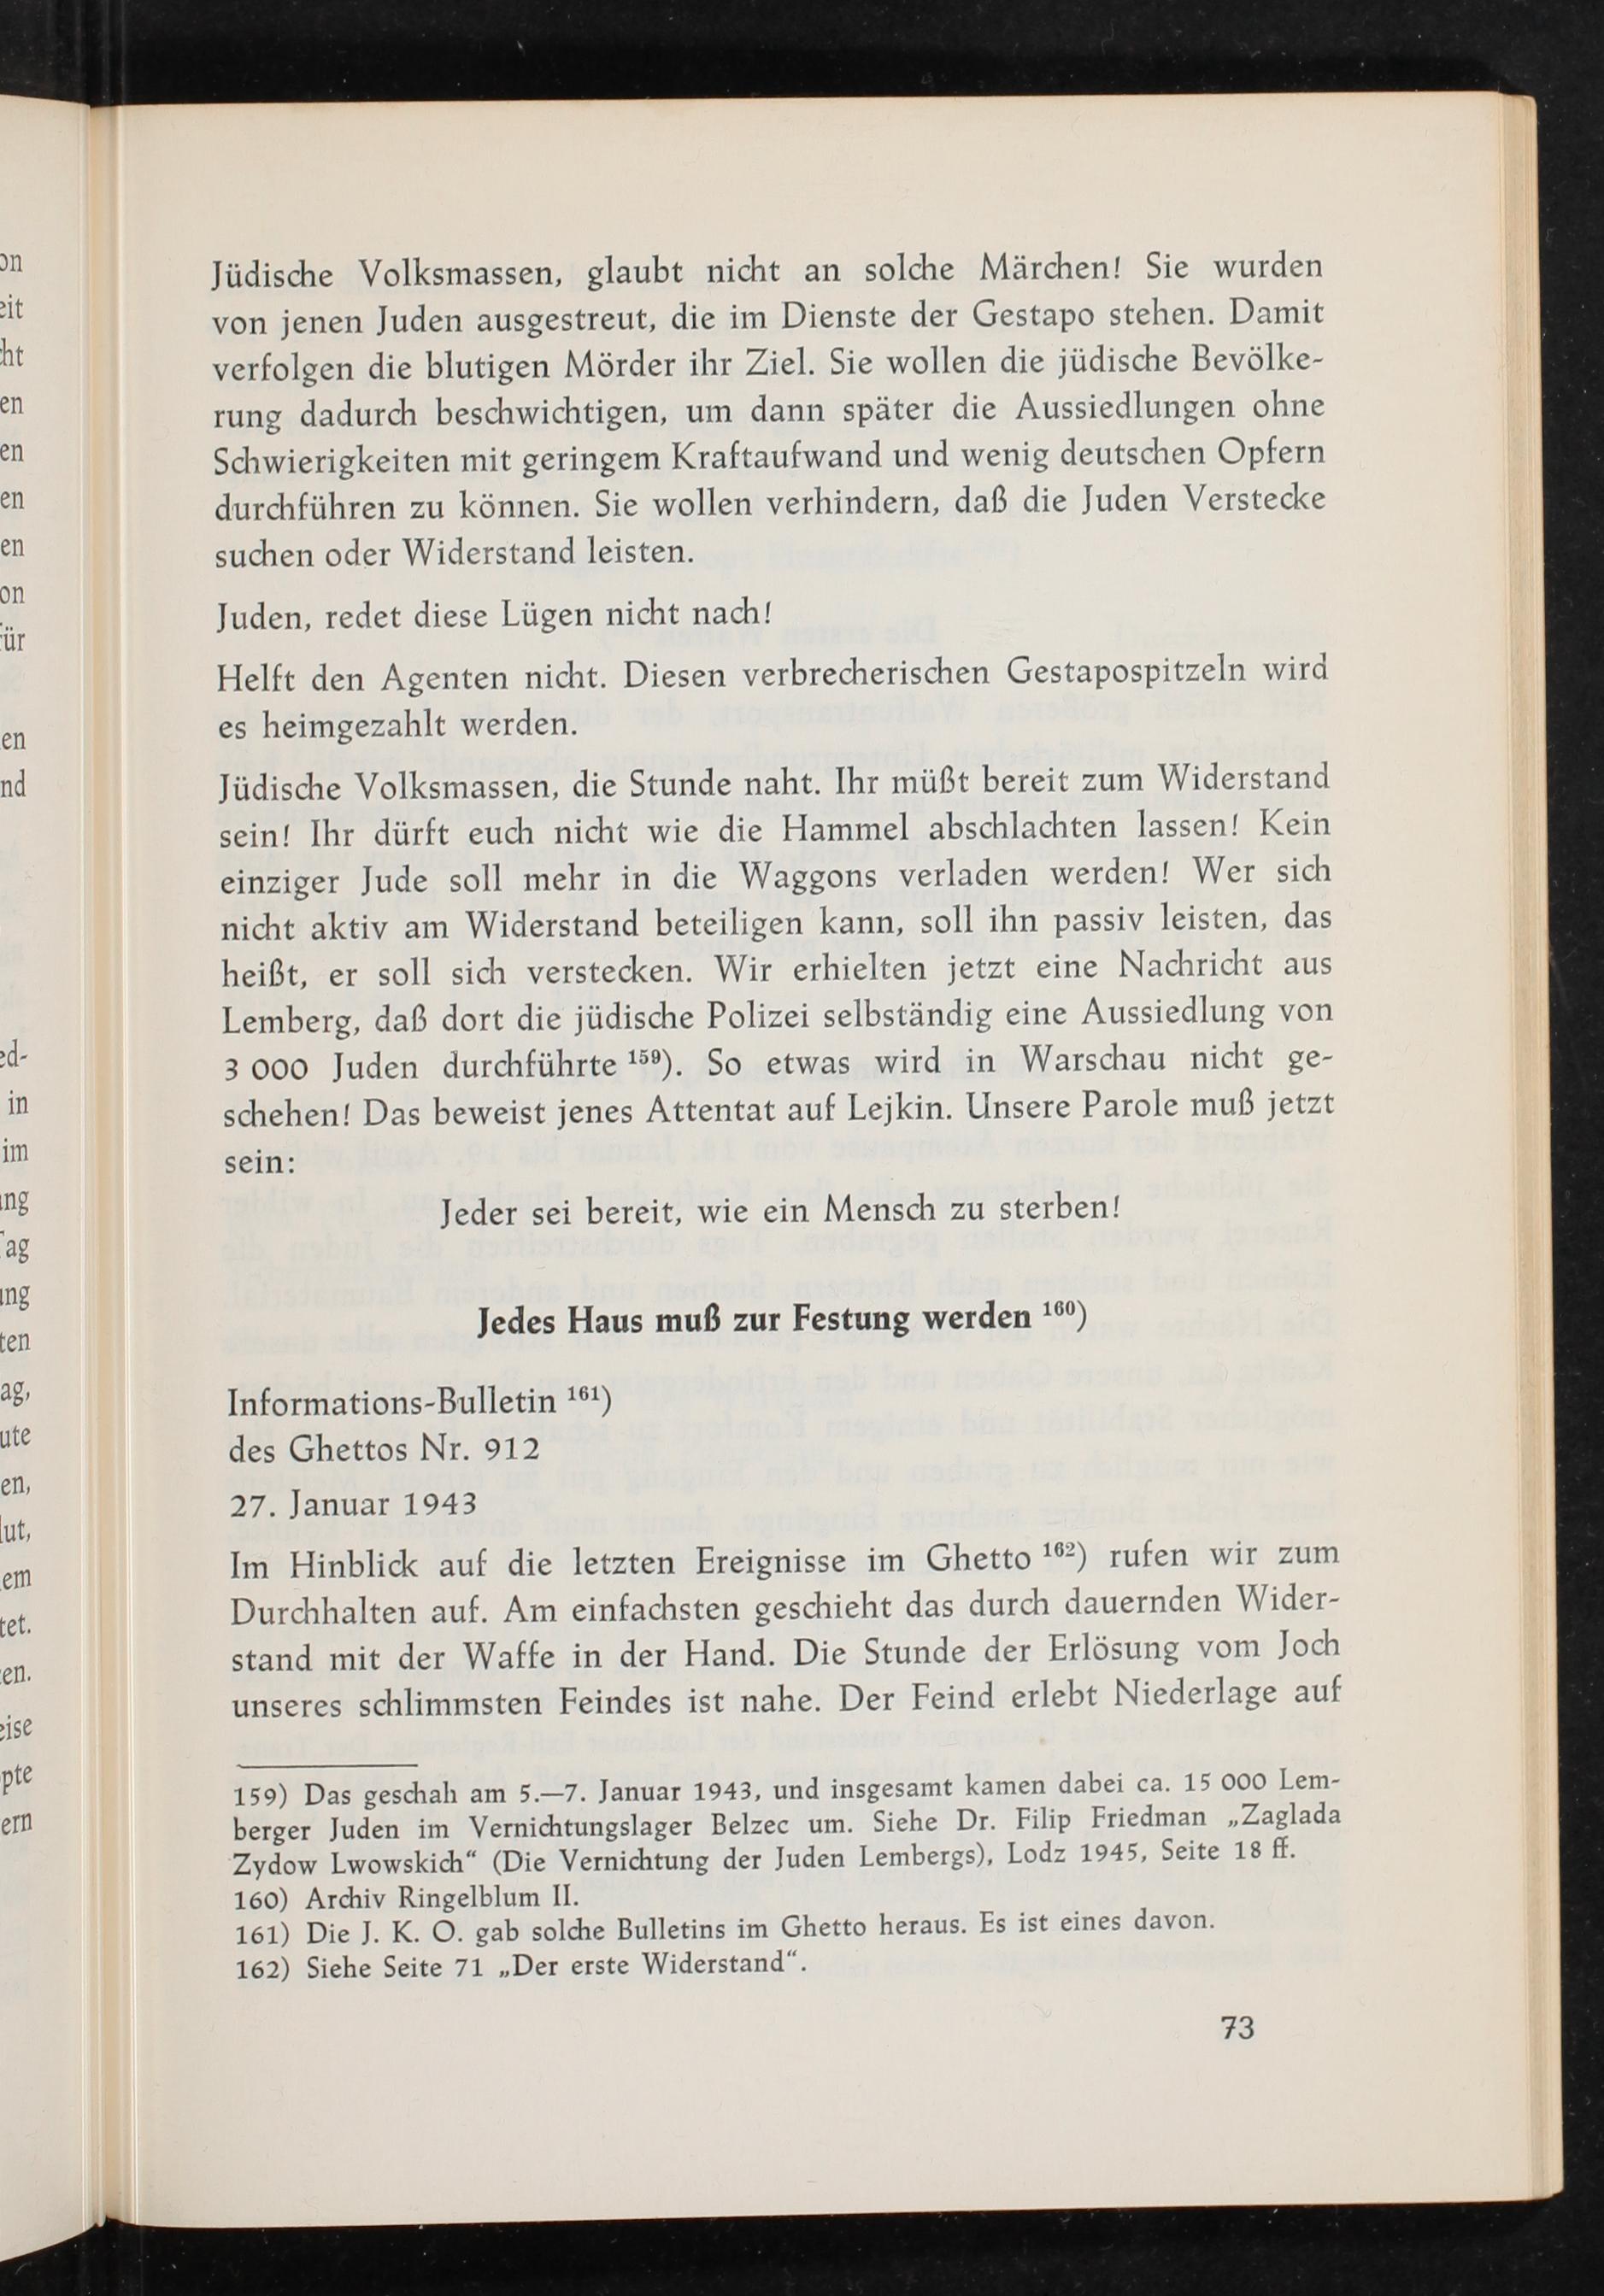 Jüdische Volksmassen, glaubt nicht an solche Märchen! Sie wurden
von jenen Juden ausgestreut, die im Dienste der Gestapo stehen. Damit
verfolgen die blutigen Mörder ihr Ziel. Sie wollen die jüdische Bevölke-
rung dadurch beschwichtigen, um dann später die Aussiedlungen ohne
Schwierigkeiten mit geringem Kraftaufwand und wenig deutschen Opfern
durchführen zu können. Sie wollen verhindern, daß die Juden Verstecke
suchen oder Widerstand leisten.
Juden, redet diese Lügen nicht nach!
Helft den Agenten nicht. Diesen verbrecherischen Gestapospitzeln wird
es heimgezahlt werden.
Jüdische Volksmassen, die Stunde naht. Ihr müßt bereit zum Widerstand
sein! Ihr dürft euch nicht wie die Hammel abschlachten lassen! Kein
einziger Jude soll mehr in die Waggons verladen werden! Wer sich
nicht aktiv am Widerstand beteiligen kann, soll ihn passiv leisten, das
heißt, er soll sich verstecken. Wir erhielten jetzt eine Nachricht aus
Lemberg, daß dort die jüdische Polizei selbständig eine Aussiedlung von
3 000 Juden durchführte ¹⁵⁹). So etwas wird in Warschau nicht ge-
schehen! Das beweist jenes Attentat auf Lejkin. Unsere Parole muß jetzt
sein:
Jeder sei bereit, wie ein Mensch zu sterben!
Jedes Haus muß zur Festung werden ¹⁶⁰)
Informations-Bulletin ¹⁶¹)
des Ghettos Nr. 912
27. Januar 1943
Im Hinblick auf die letzten Ereignisse im Ghetto ¹⁶²) rufen wir zum
Durchhalten auf. Am einfachsten geschieht das durch dauernden Wider-
stand mit der Waffe in der Hand. Die Stunde der Erlösung vom Joch
unseres schlimmsten Feindes ist nahe. Der Feind erlebt Niederlage auf
159) Das geschah am 5.—7. Januar 1943, und insgesamt kamen dabei ca. 15 000 Lem-
berger Juden im Vernichtungslager Belzec um. Siehe Dr. Filip Friedman „Zaglada
Zydow Lwowskich“ (Die Vernichtung der Juden Lembergs), Lodz 1945, Seite 18 ff.
160) Archiv Ringelblum II.
161) Die J. K. O. gab solche Bulletins im Ghetto heraus. Es ist eines davon.
162) Siehe Seite 71 „Der erste Widerstand“.
73